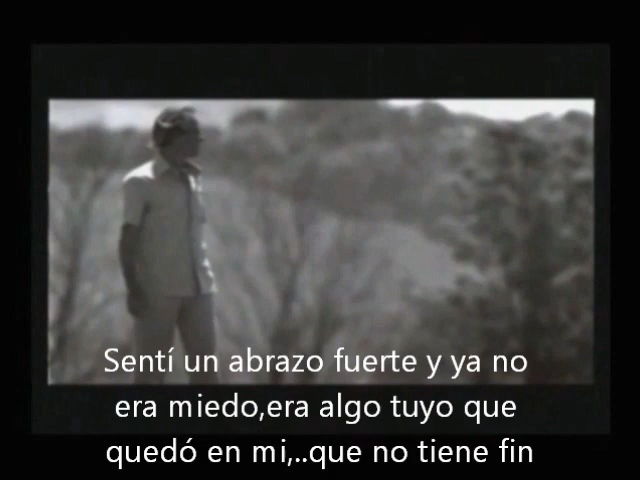 Sentí un abrazo fuerte y ya no
era miedo,era algo tuyo que
quedó en mi,..que no tiene fin